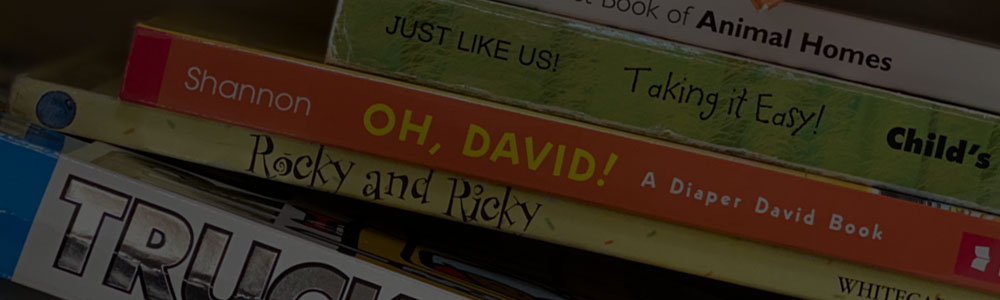 Book of Animal Homes
JUST LIKE US! Taking it Easy! Child's
Shannon OH, DAVID! A Diaper David Book
Rocky and Ricky
TRUCK